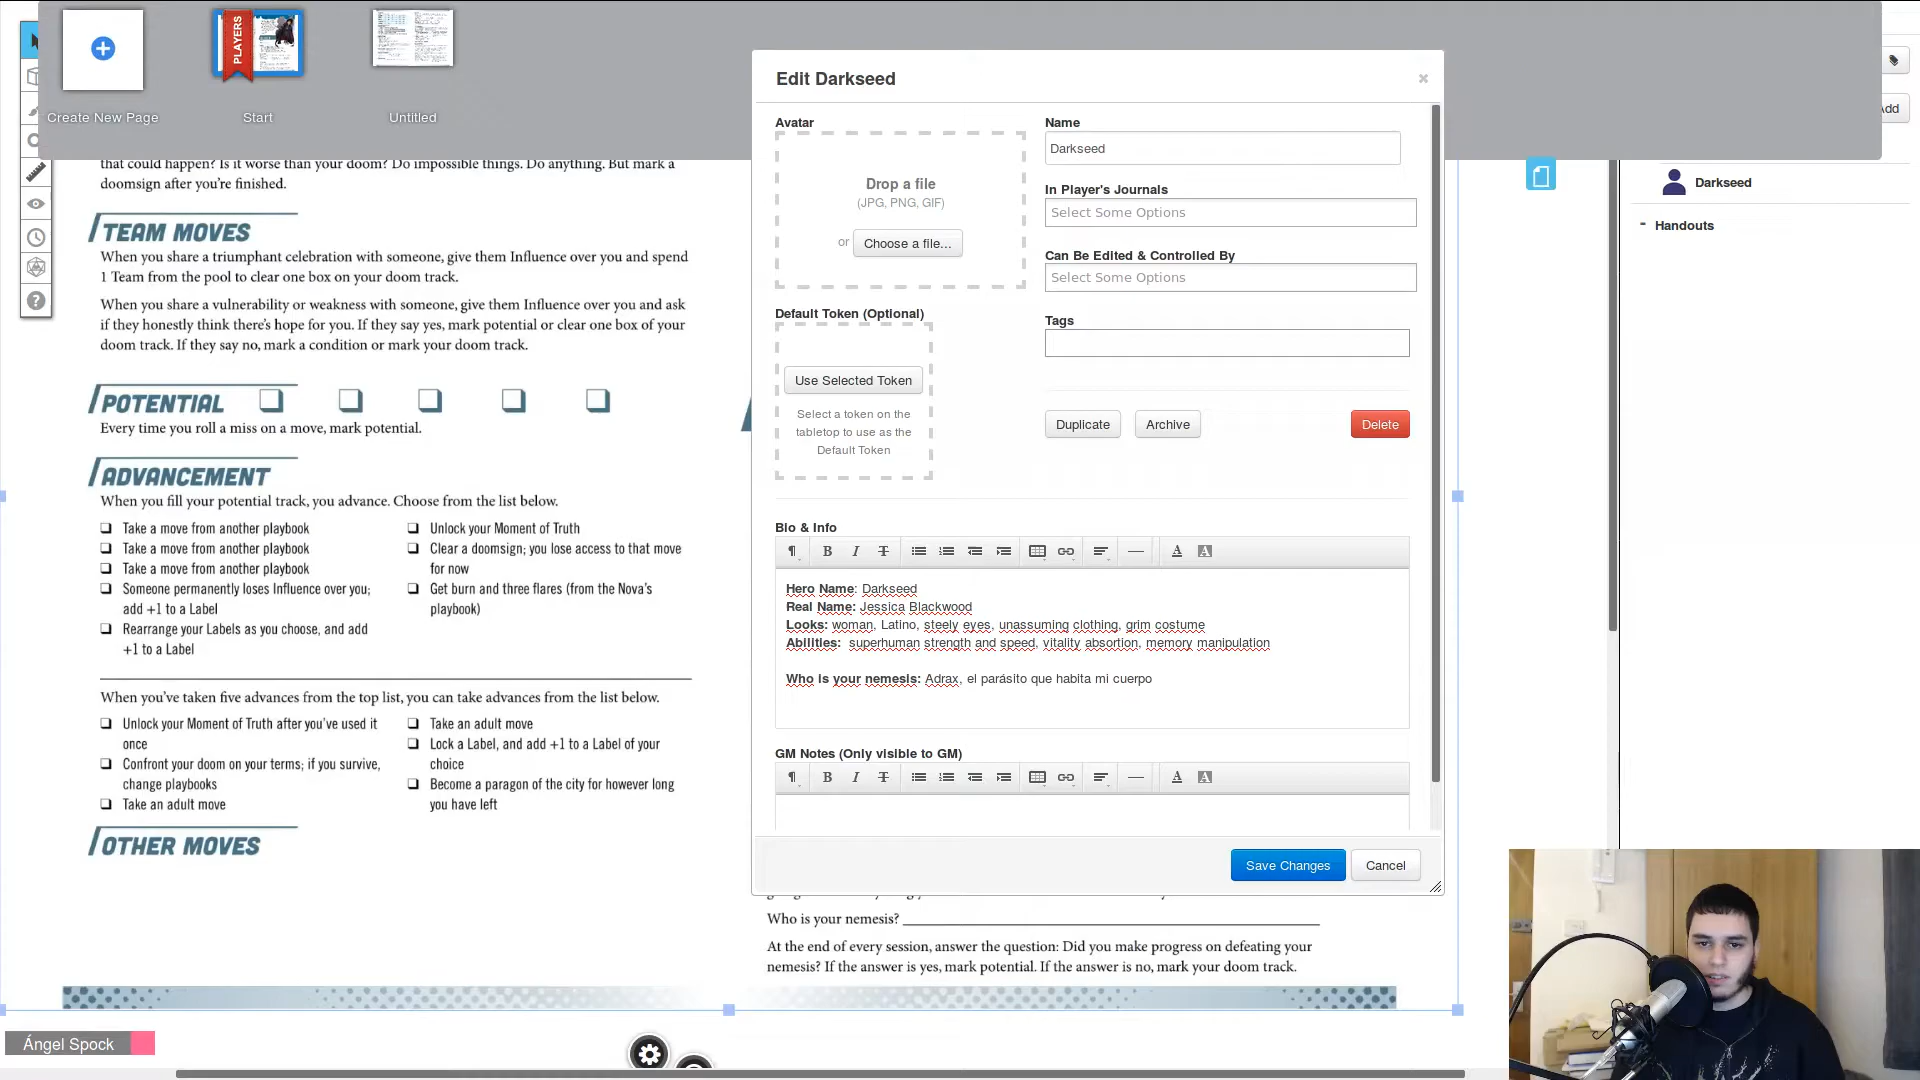 PLAYERS
Create New Page
Start
Untitled
that could happen? Is it worse than your doom? Do impossible things. Do anything. But mark a
doomsign after you're finished.
TEAM MOVES
When you share a triumphant celebration with someone, give them Influence over you and spend
1 Team from the pool to clear one box on your doom track.
When you share a vulnerability or weakness with someone, give them Influence over you and ask
if they honestly think there's hope for you. If they say yes, mark potential or clear one box of your
doom track. If they say no, mark a condition or mark your doom track.
POTENTIAL
Every time you roll a miss on a move, mark potential.
ADVANCEMENT
When you fill your potential track, you advance. Choose from the list below.
Take a move from another playbook
Take a move from another playbook
Take a move from another playbook
Someone permanently loses Influence over you;
add +1 to a Label
Rearrange your Labels as you choose, and add
+1 to a Label
Unlock your Moment of Truth
Clear a doomsign; you lose access to that move
for now
Get burn and three flares (from the Nova's
playbook)
When you've taken five advances from the top list, you can take advances from the list below.
Unlock your Moment of Truth after you've used it
once
Confront your doom on your terms; if you survive,
change playbooks
Take an adult move
Take an adult move
Lock a Label, and add +1 to a Label of your
choice
Become a paragon of the city for however long
you have left
OTHER MOVES
Edit Darkseed
×
Avatar
Drop a file
(JPG, PNG, GIF)
or Choose a file...
Default Token (Optional)
Use Selected Token
Select a token on the
tabletop to use as the
Default Token
Name
Darkseed
In Player's Journals
Select Some Options
Can Be Edited & Controlled By
Select Some Options
Tags
Duplicate
Archive
Delete
Bio & Info
Hero Name: Darkseed
Real Name: Jessica Blackwood
Looks: woman, Latino, steely eyes, unassuming clothing, grim costume
Abilities: superhuman strength and speed, vitality absortion, memory manipulation
Who is your nemesis: Adrax, el parásito que habita mi cuerpo
GM Notes (Only visible to GM)
Save Changes
Cancel
Who is your nemesis?
At the end of every session, answer the question: Did you make progress on defeating your
nemesis? If the answer is yes, mark potential. If the answer is no, mark your doom track.
Darkseed
- Handouts
Ángel Spock